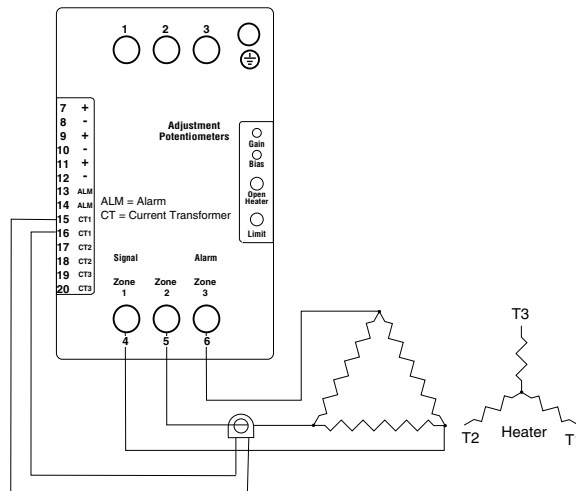 1 2 3
7 +
8 -
9 +
10 -
11 +
12 -
13 ALM
14 ALM
15 CT1
16 CT1
17 CT2
18 CT2
19 CT3
20 CT3
Adjustment
Potentiometers
Gain
Bias
Open
Heater
Limit
ALM = Alarm
CT = Current Transformer
Signal Alarm
Zone Zone Zone
1 2 3
4 5 6
T3
T2 Heater